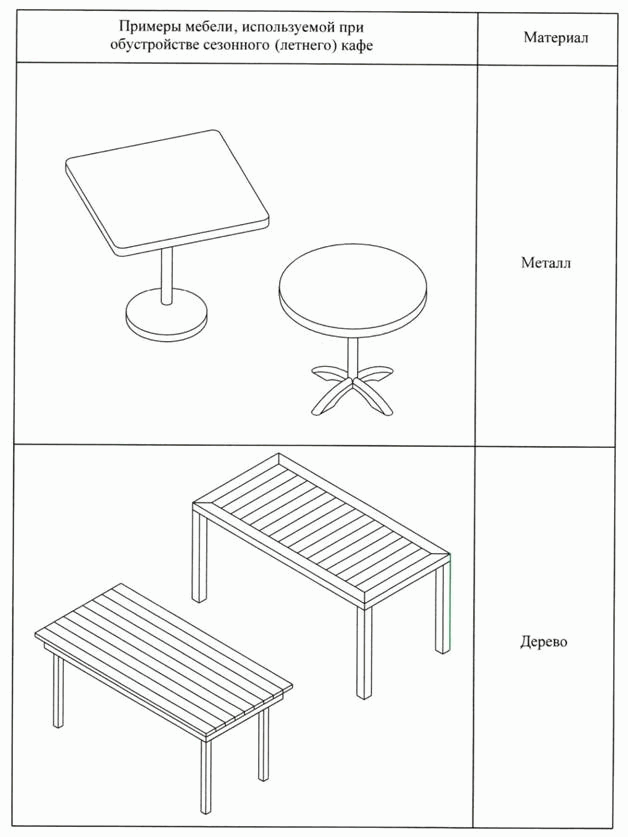 Примеры мебели, используемой при
обустройстве сезонного (летнего) кафе
Материал
Металл
Дерево